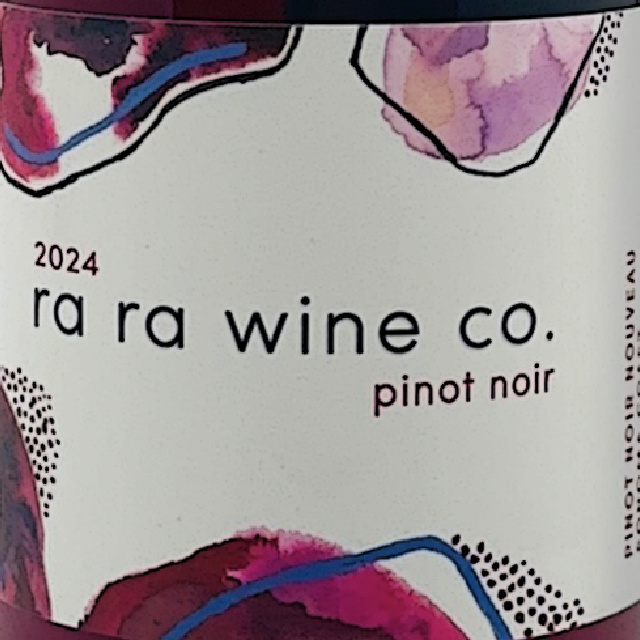 2024
ra ra wine co.
pinot noir
PINOT NOIR NOUVEAU